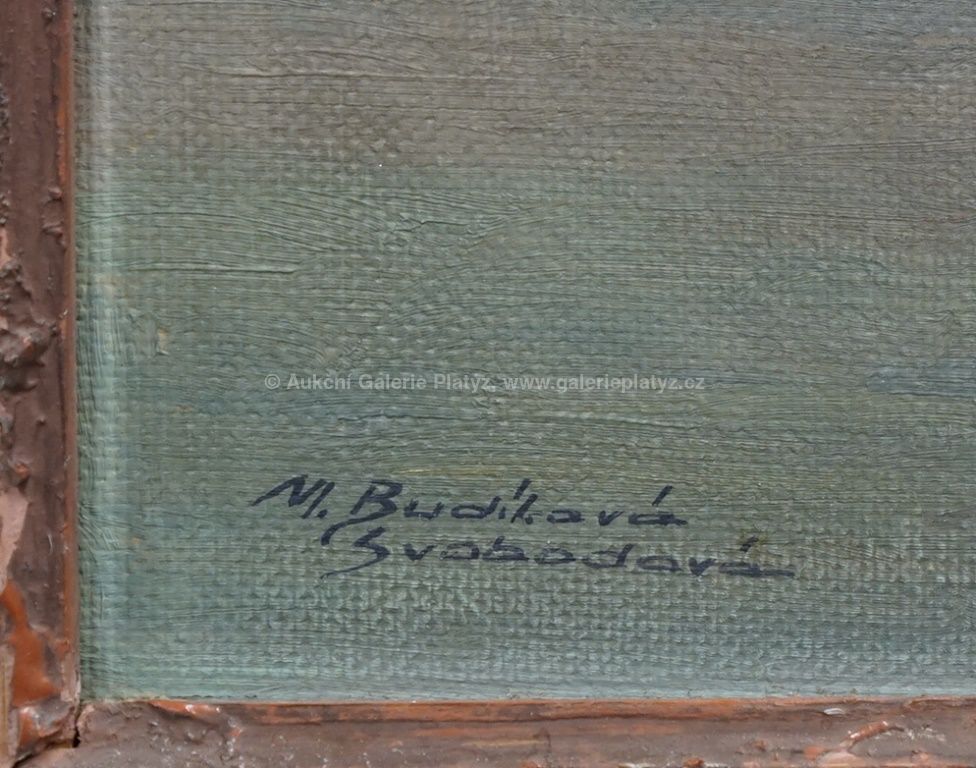 © Aukční Galerie Platýz, www.galerieplatyz.cz
M. Budíková
Svobodová